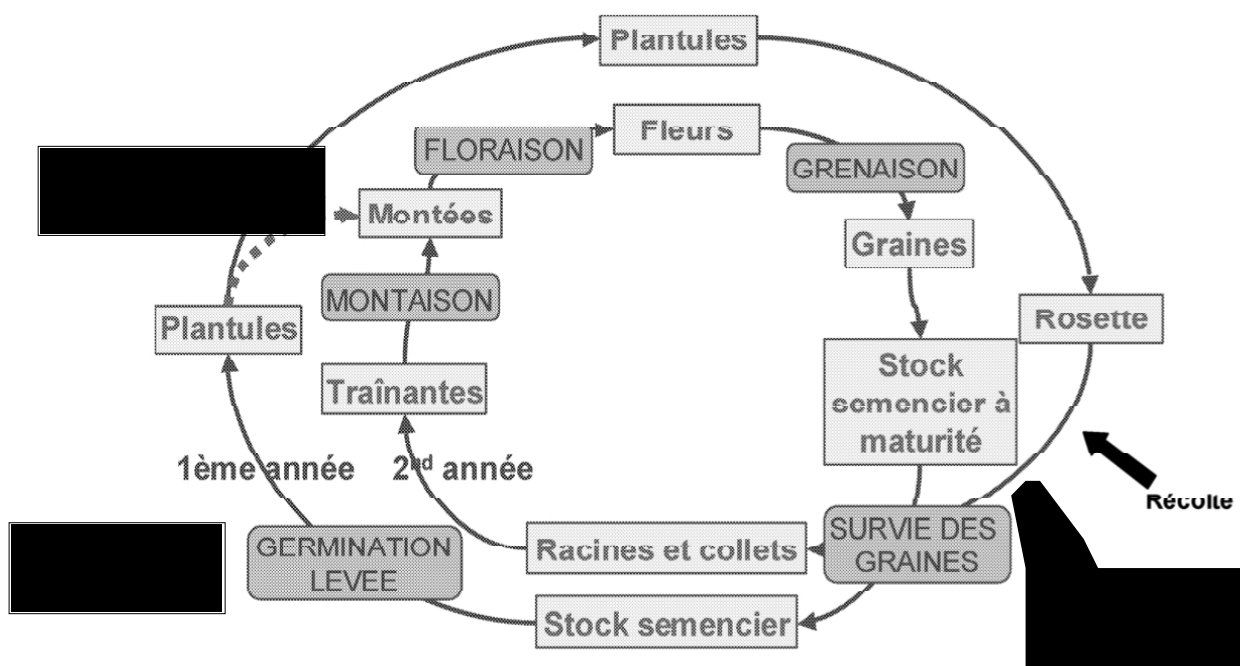 Plantules
Fleurs
FLORAISON
GRENAISON
Montées
Graines
MONTAISON
Plantules
Rosette
Stock
semencier à
maturité
Traînantes
1ème année
2nd année
Récolte
GERMINATION
LEVEE
Racines et collets
SURVIE DES
GRAINES
Stock semencier